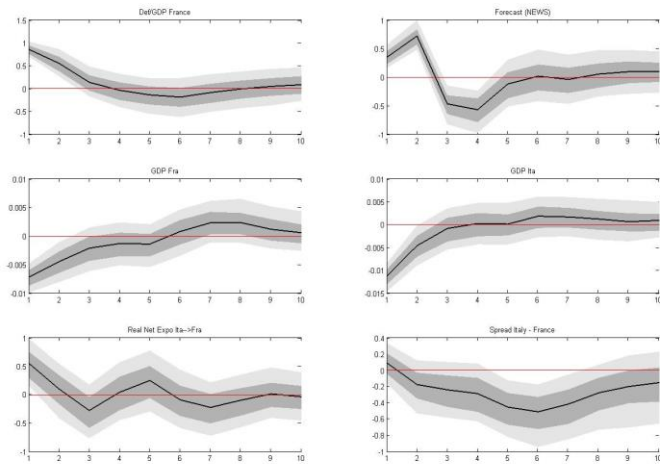 Def/GDP France
1.5
1
0.5
0
-0.5
-1
1 2 3 4 5 6 7 8 9 10
Forecast (NEWS)
1
0.5
0
-0.5
-1
1 2 3 4 5 6 7 8 9 10
GDP Fra
0.01
0.005
0
-0.005
-0.01
1 2 3 4 5 6 7 8 9 10
GDP Ita
0.01
0.005
0
-0.005
-0.01
-0.015
1 2 3 4 5 6 7 8 9 10
Real Net Expo Ita-->Fra
1
0.5
0
-0.5
-1
1 2 3 4 5 6 7 8 9 10
Spread Italy - France
0.4
0.2
0
-0.2
-0.4
-0.6
-0.8
-1
1 2 3 4 5 6 7 8 9 10